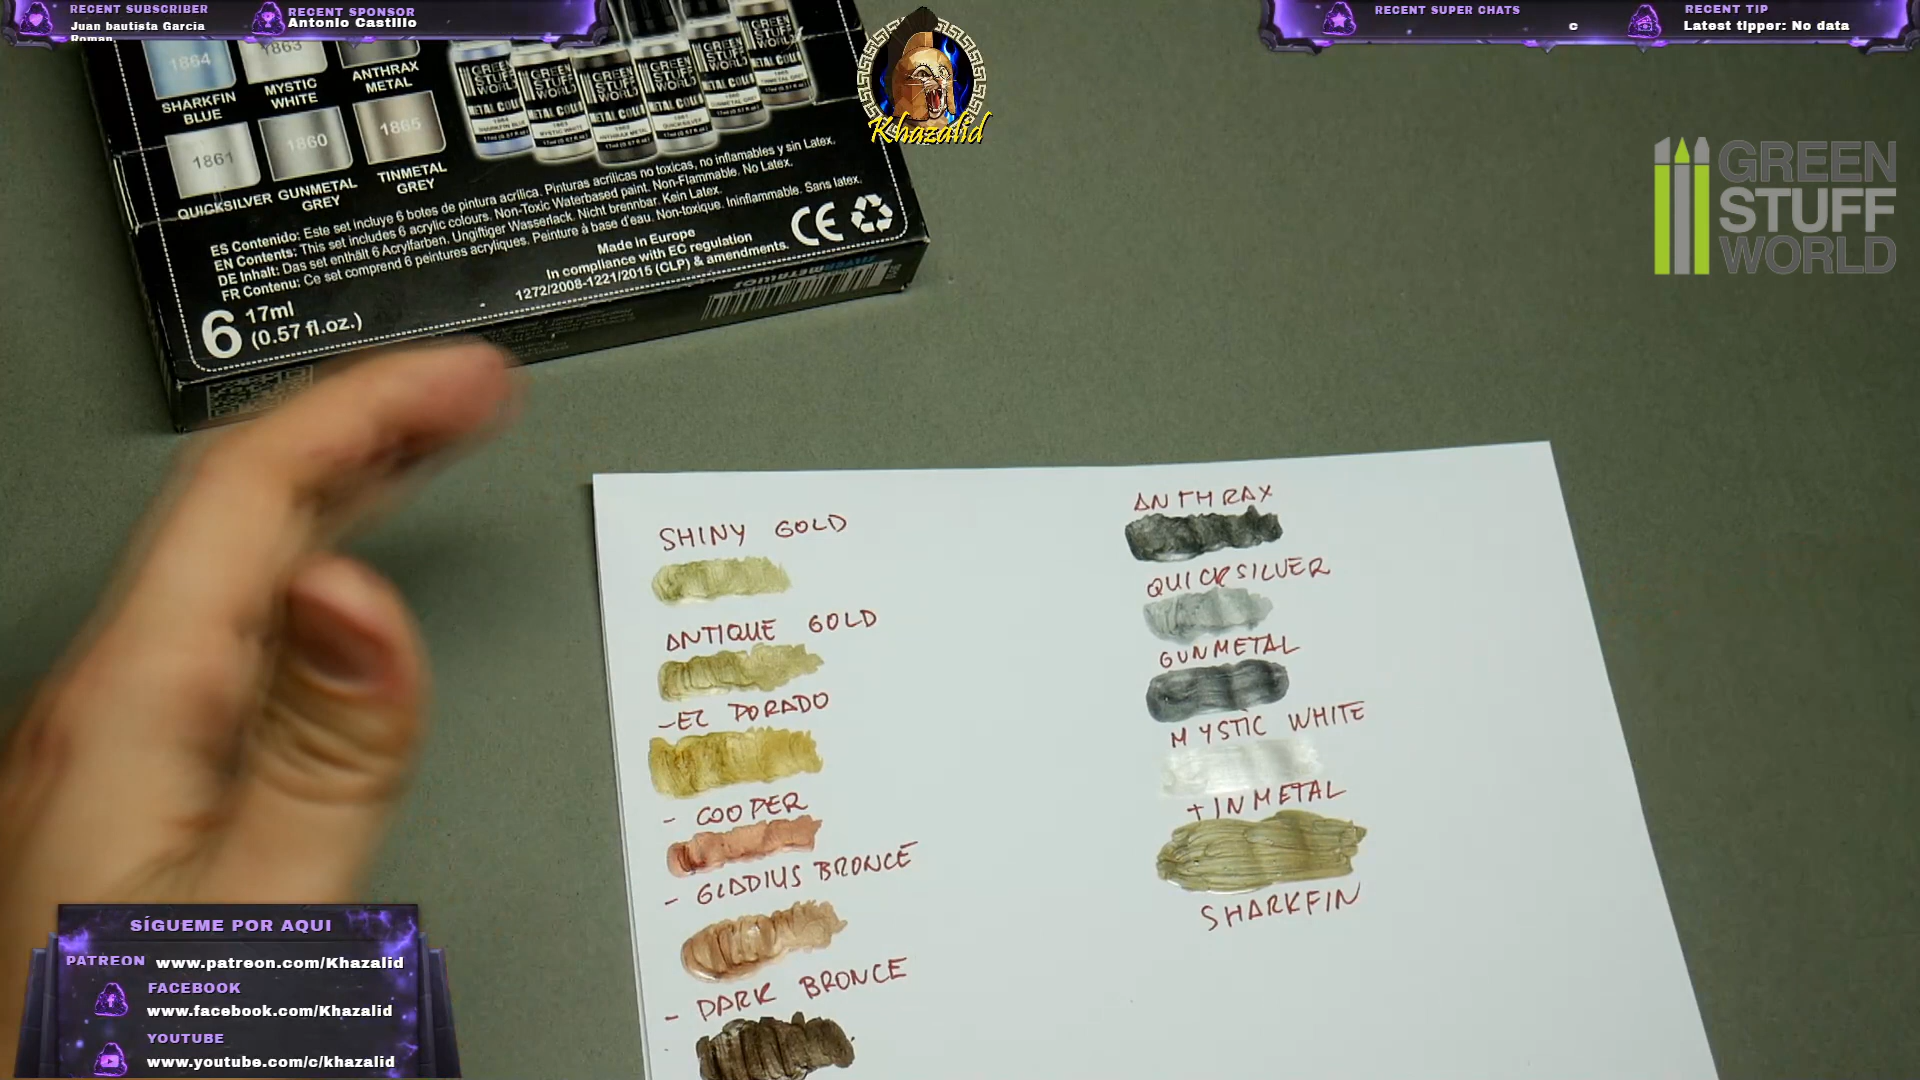 RECENT SUBSCRIBER
Juan bautista Garcia
Roman
RECENT SPONSOR
Antonio Castillo
RECENT SUPER CHATS
c
RECENT TIP
Latest tipper: No data
Khazalid
GREEN
STUFF
WORLD
1864
SHARKFIN
BLUE
1863
MYSTIC
WHITE
ANTHRAX
METAL
1861
QUICKSILVER
1860
GUNMETAL
GREY
1865
TINMETAL
GREY
GREEN
STUFF
WORLD
METAL COLOR
ES Contenido: Este set incluye 6 botes de pintura acrílica. Pinturas acrílicas no toxicas, no inflamables y sin Latex.
EN Contents: This set includes 6 acrylic colours. Non-Toxic Waterbased paint. Non-Flammable. No Latex.
DE Inhalt: Das set enthält 6 Acrylfarben. Ungiftiger Wasserlack. Nicht brennbar. Kein Latex.
FR Contenu: Ce set comprend 6 peintures acryliques. Peinture à base d'eau. Non-toxique. Ininflammable. Sans latex.
Made in Europe
In compliance with EC regulation
1272/2008-1221/2015 (CLP) & amendments.
CE
6 17ml
(0.57 fl.oz.)
SHINY GOLD
ANTIQUE GOLD
-EL DORADO
- COOPER
- GLADIUS BRONCE
- DARK BRONCE
ANTHRAX
QUICKSILVER
GUNMETAL
MYSTIC WHITE
TINMETAL
SHARKFIN
SÍGUEME POR AQUI
PATREON www.patreon.com/Khazalid
FACEBOOK
www.facebook.com/Khazalid
YOUTUBE
www.youtube.com/c/khazalid